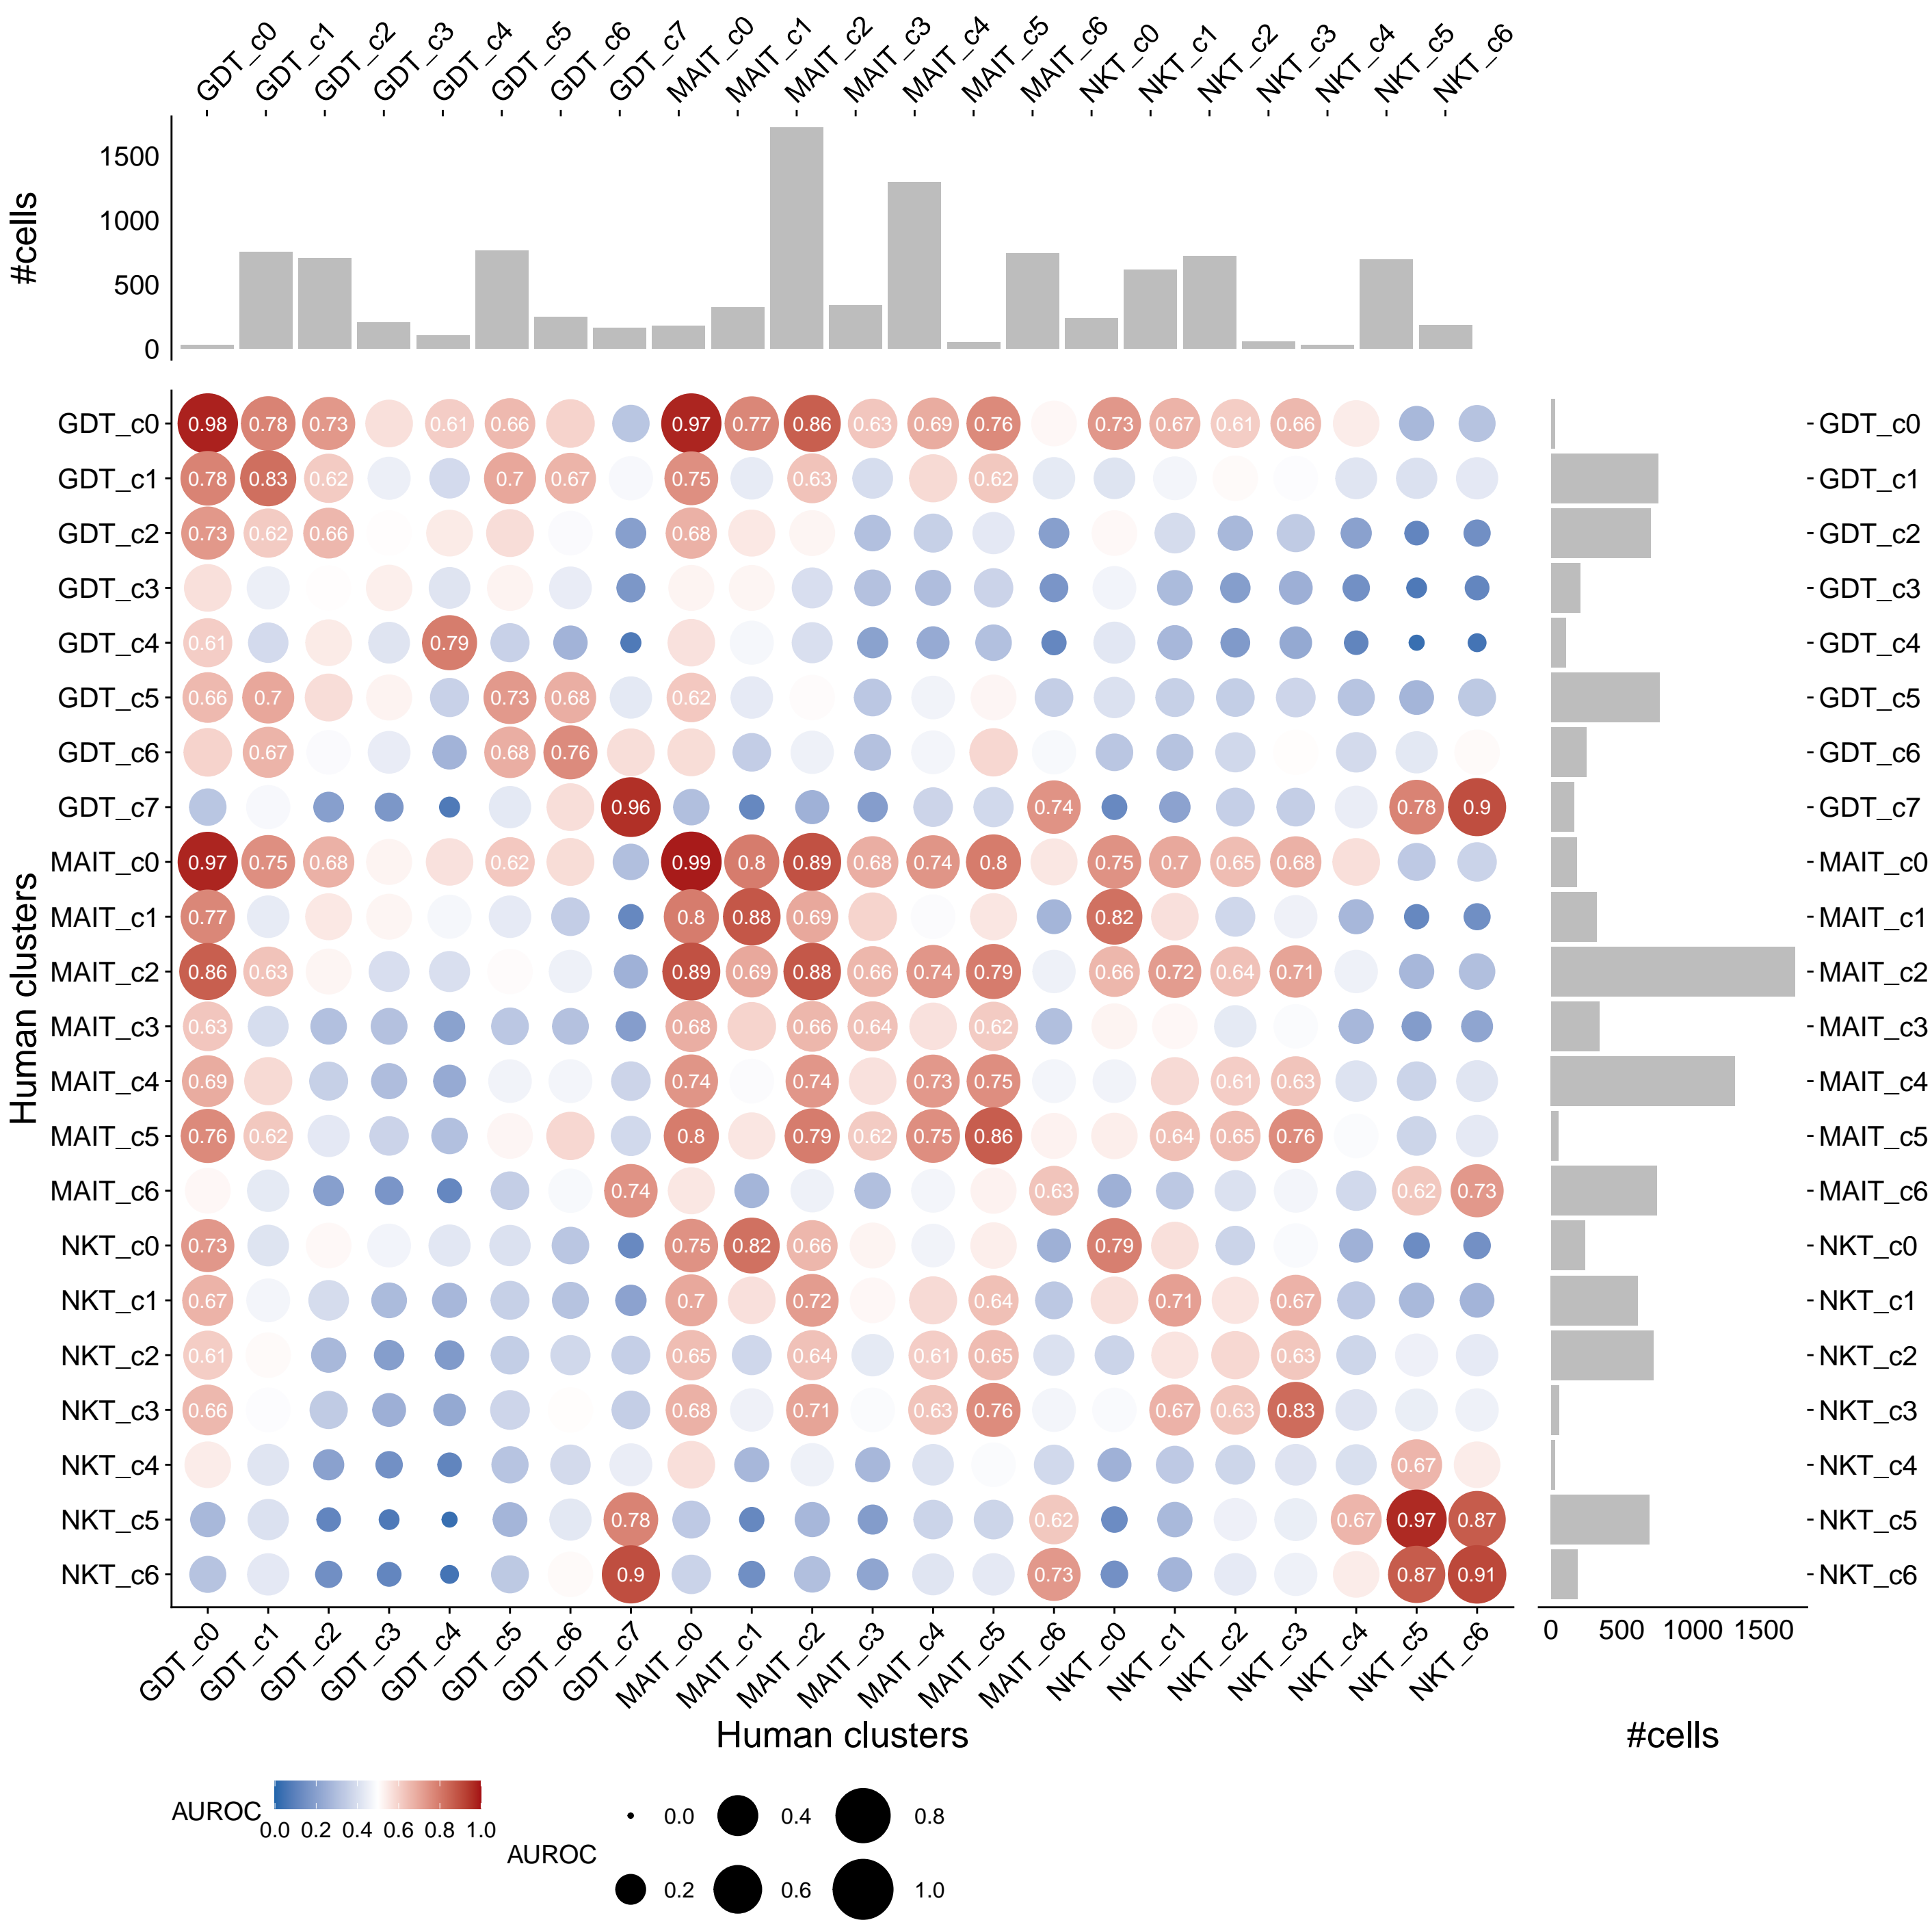 GDT_c0 GDT_c1 GDT_c2 GDT_c3 GDT_c4 GDT_c5 GDT_c6 GDT_c7 MAIT_c0 MAIT_c1 MAIT_c2 MAIT_c3 MAIT_c4 MAIT_c5 MAIT_c6 NKT_c0 NKT_c1 NKT_c2 NKT_c3 NKT_c4 NKT_c5 NKT_c6
#cells
1500
1000
500
0
Human clusters
GDT_c0 0.98 0.78 0.73 0.61 0.66 0.97 0.77 0.86 0.63 0.69 0.76 0.73 0.67 0.61 0.66 GDT_c0
GDT_c1 0.78 0.83 0.62 0.7 0.67 0.75 0.63 0.62 GDT_c1
GDT_c2 0.73 0.62 0.66 0.68 GDT_c2
GDT_c3 GDT_c3
GDT_c4 0.61 0.79 GDT_c4
GDT_c5 0.66 0.7 0.73 0.68 0.62 GDT_c5
GDT_c6 0.67 0.68 0.76 GDT_c6
GDT_c7 0.96 0.74 0.78 0.9 GDT_c7
MAIT_c0 0.97 0.75 0.68 0.62 0.99 0.8 0.89 0.68 0.74 0.8 0.75 0.7 0.65 0.68 MAIT_c0
MAIT_c1 0.77 0.8 0.88 0.69 0.82 MAIT_c1
MAIT_c2 0.86 0.63 0.89 0.69 0.88 0.66 0.74 0.79 0.66 0.72 0.64 0.71 MAIT_c2
MAIT_c3 0.63 0.68 0.66 0.64 0.62 MAIT_c3
MAIT_c4 0.69 0.74 0.74 0.73 0.75 0.61 0.63 MAIT_c4
MAIT_c5 0.76 0.62 0.8 0.79 0.62 0.75 0.86 0.64 0.65 0.76 MAIT_c5
MAIT_c6 0.74 0.63 0.62 0.73 MAIT_c6
NKT_c0 0.73 0.75 0.82 0.66 0.79 NKT_c0
NKT_c1 0.67 0.7 0.72 0.64 0.71 0.67 NKT_c1
NKT_c2 0.61 0.65 0.64 0.61 0.65 0.63 NKT_c2
NKT_c3 0.66 0.68 0.71 0.63 0.76 0.67 0.63 0.83 NKT_c3
NKT_c4 0.67 NKT_c4
NKT_c5 0.78 0.62 0.67 0.97 0.87 NKT_c5
NKT_c6 0.9 0.73 0.87 0.91 NKT_c6
0 500 1000 1500
GDT_c0 GDT_c1 GDT_c2 GDT_c3 GDT_c4 GDT_c5 GDT_c6 GDT_c7 MAIT_c0 MAIT_c1 MAIT_c2 MAIT_c3 MAIT_c4 MAIT_c5 MAIT_c6 NKT_c0 NKT_c1 NKT_c2 NKT_c3 NKT_c4 NKT_c5 NKT_c6
Human clusters #cells
AUROC
0.0 0.2 0.4 0.6 0.8 1.0
AUROC
0.0 0.4 0.8
0.2 0.6 1.0